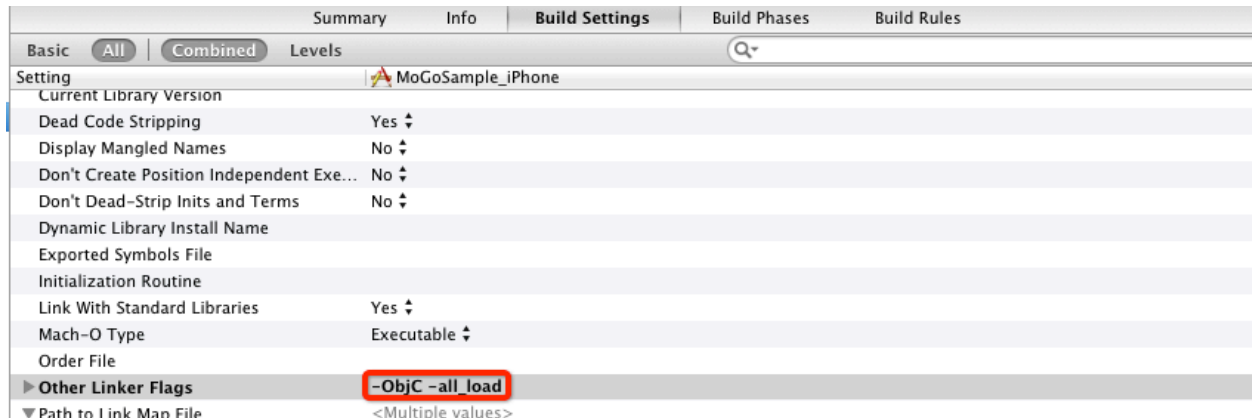 Summary Info Build Settings Build Phases Build Rules
Basic All Combined Levels
Setting MoGoSample_iPhone
Current Library Version
Dead Code Stripping Yes
Display Mangled Names No
Don't Create Position Independent Exe... No
Don't Dead-Strip Inits and Terms No
Dynamic Library Install Name
Exported Symbols File
Initialization Routine
Link With Standard Libraries Yes
Mach-O Type Executable
Order File
Other Linker Flags -ObjC -all_load
Path to Link Map File <Multiple values>